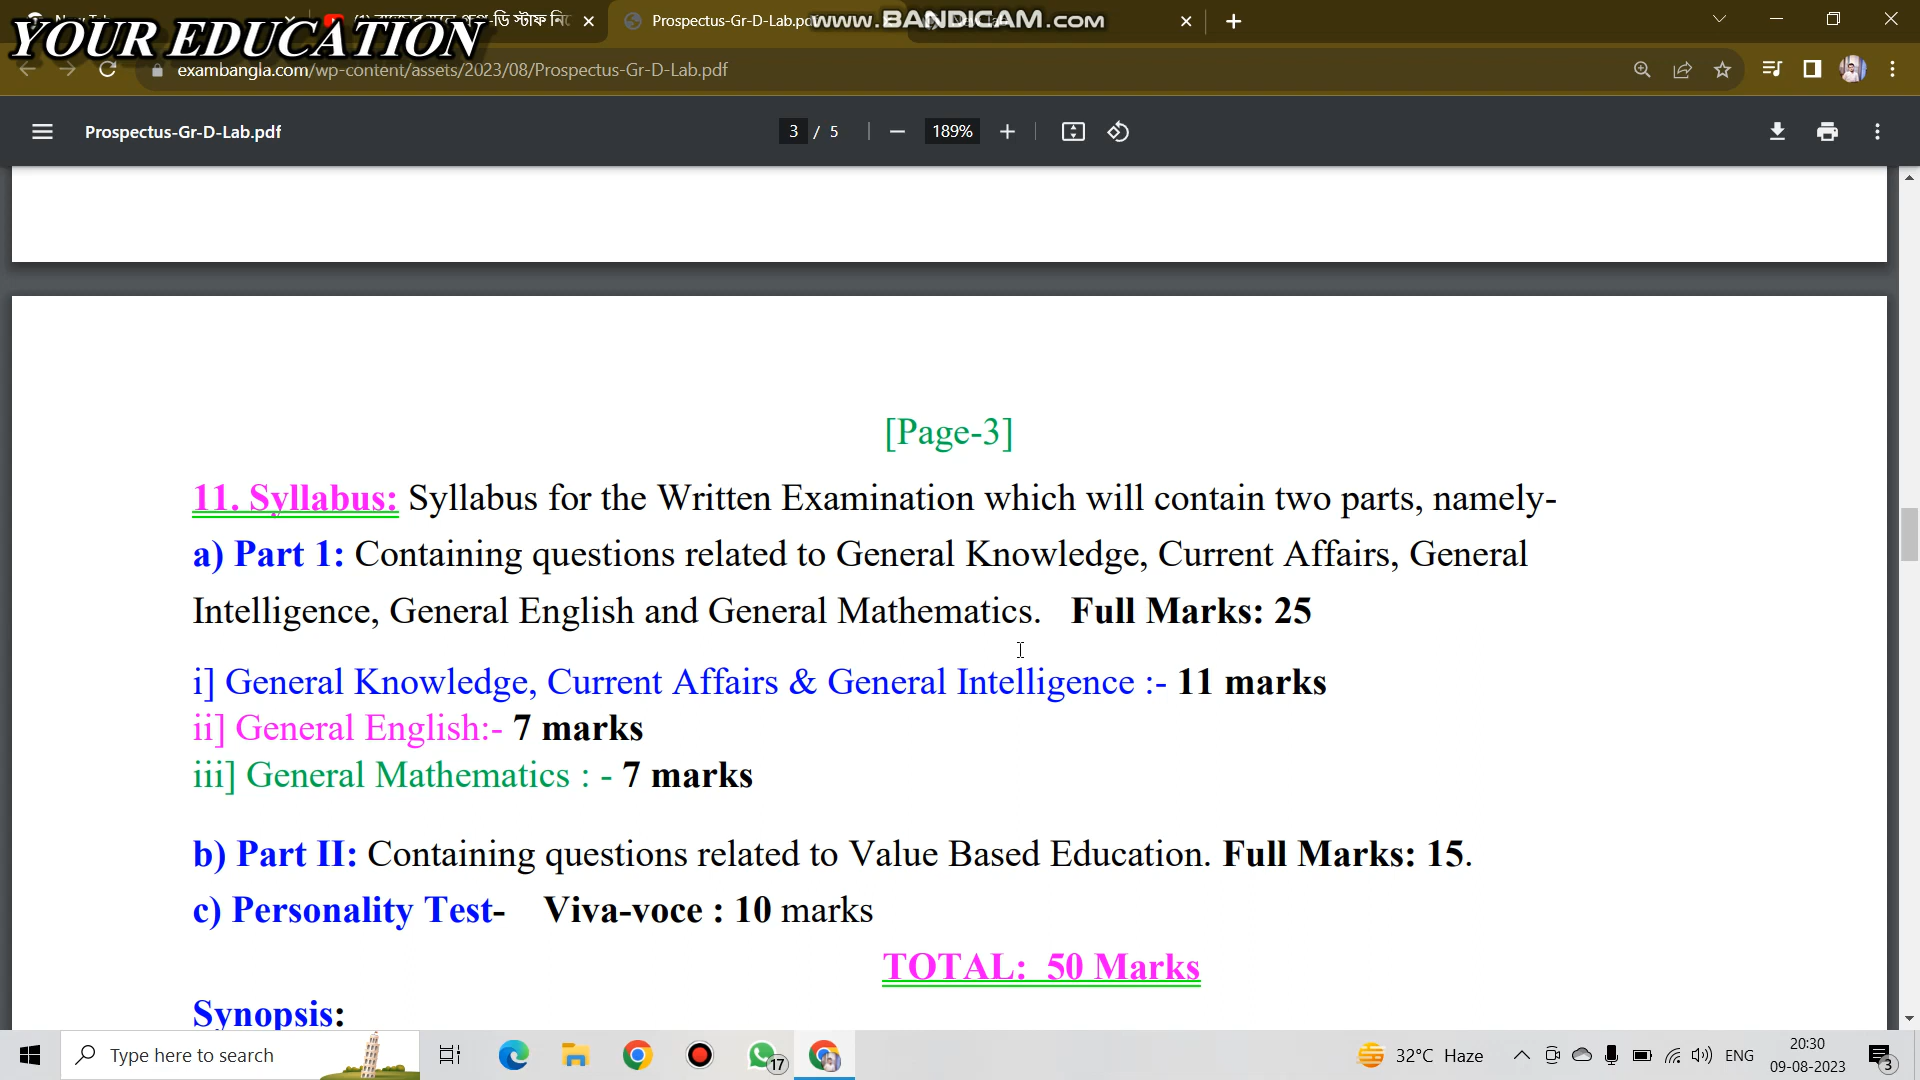 YOUR EDUCATION
www.BANDICAM.com
গ্রুপ-ডি স্টাফ
Prospectus-Gr-D-Lab.pd
exambangla.com/wp-content/assets/2023/08/Prospectus-Gr-D-Lab.pdf
Prospectus-Gr-D-Lab.pdf
3 / 5
189%
[Page-3]
11. Syllabus: Syllabus for the Written Examination which will contain two parts, namely-
a) Part 1: Containing questions related to General Knowledge, Current Affairs, General
Intelligence, General English and General Mathematics. Full Marks: 25
i] General Knowledge, Current Affairs & General Intelligence :- 11 marks
ii] General English:- 7 marks
iii] General Mathematics : - 7 marks
b) Part II: Containing questions related to Value Based Education. Full Marks: 15.
c) Personality Test- Viva-voce : 10 marks
TOTAL: 50 Marks
Synopsis:
Type here to search
17
32°C Haze
ENG
20:30
09-08-2023
3